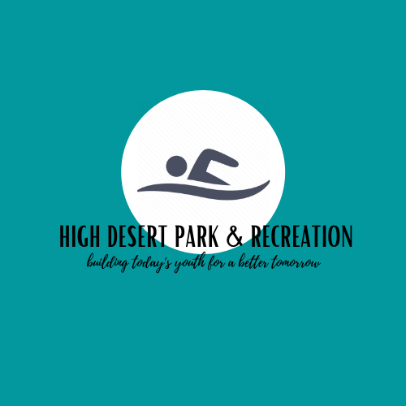 HIGH DESERT PARK & RECREATION
building today's youth for a better tomorrow